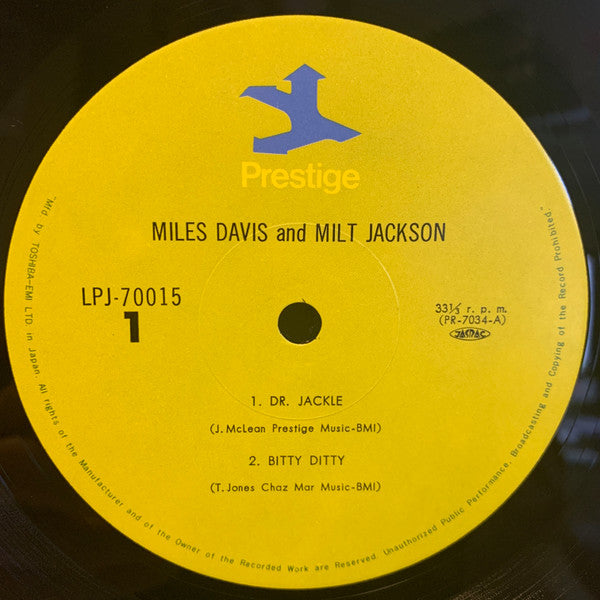 Prestige
MILES DAVIS and MILT JACKSON
LPJ-70015
1
33⅓ r. p. m.
(PR-7034-A)
JASRAC
1. DR. JACKLE
(J. McLean Prestige Music-BMI)
2. BITTY DITTY
(T. Jones Chaz Mar Music-BMI)
"Mfd. by TOSHIBA-EMI LTD. in Japan. All rights of the Manufacturer and of the Owner of the Recorded Work are Reserved. Unauthorized Public Performance, Broadcasting and Copying of the Record Prohibited."